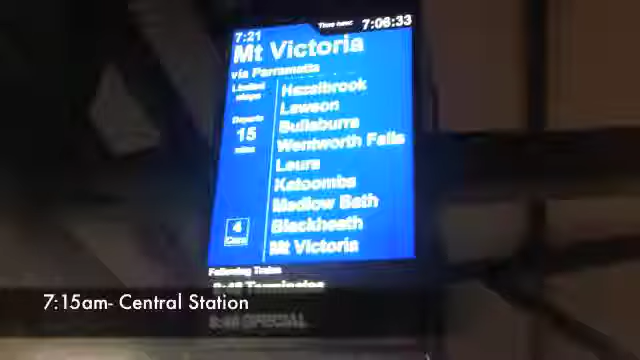 7:21
Time now: 7:06:33
Mt Victoria
via Parramatta
Limited stops
Departs
15
mins
Hazelbrook
Lawson
Bullaburra
Wentworth Falls
Leura
Katoomba
Medlow Bath
Blackheath
Mt Victoria
4
Cars
Following Trains
7:15am- Central Station
SPECIAL